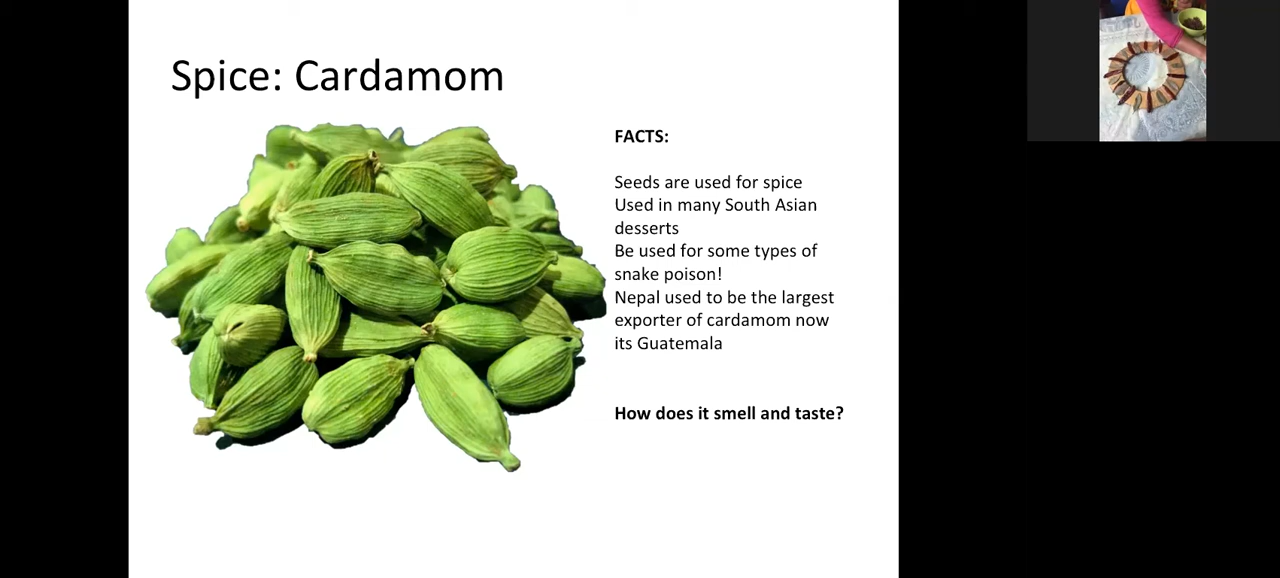 Spice: Cardamom
FACTS:
Seeds are used for spice
Used in many South Asian
desserts
Be used for some types of
snake poison!
Nepal used to be the largest
exporter of cardamom now
its Guatemala
How does it smell and taste?